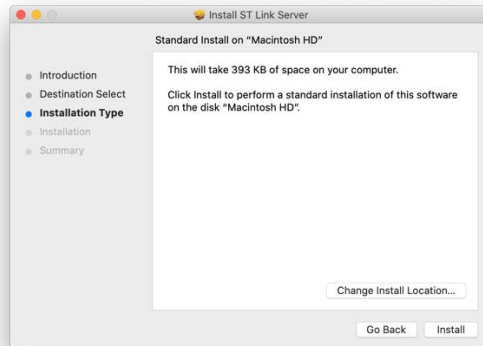 Install ST Link Server
Standard Install on “Macintosh HD”
Introduction
Destination Select
Installation Type
Installation
Summary
This will take 393 KB of space on your computer.
Click Install to perform a standard installation of this software
on the disk “Macintosh HD”.
Change Install Location...
Go Back
Install